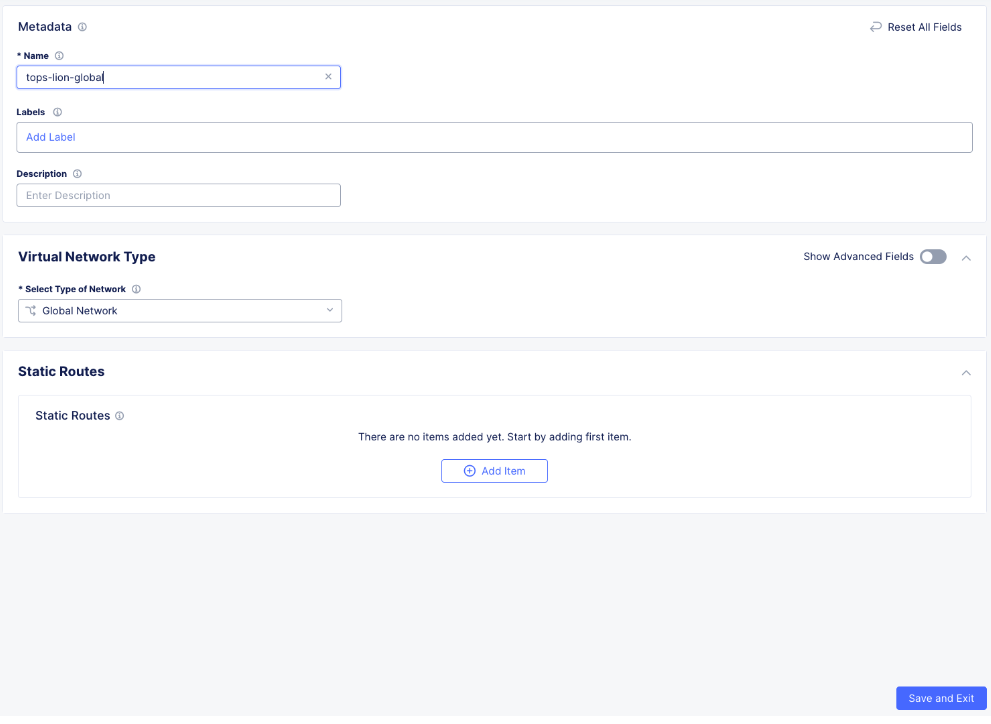 Metadata
Reset All Fields
* Name
tops-lion-global
Labels
Add Label
Description
Enter Description
Virtual Network Type
Show Advanced Fields
* Select Type of Network
Global Network
Static Routes
Static Routes
There are no items added yet. Start by adding first item.
Add Item
Save and Exit